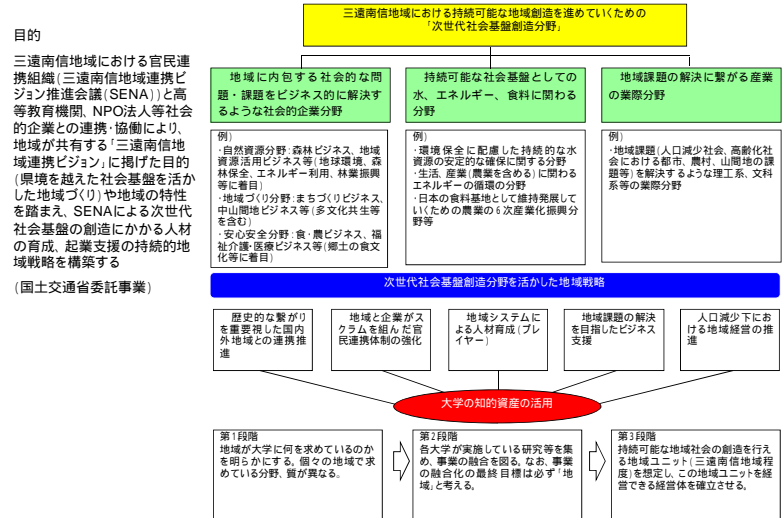 目的
三遠南信地域における官民連
携組織(三遠南信地域連携ビ
ジョン推進会議(SENA))と高
等教育機関、NPO法人等社会
的企業との連携・協働により、
地域が共有する「三遠南信地
域連携ビジョン」に掲げた目的
(県境を越えた社会基盤を活か
した地域づくり)や地域の特性
を踏まえ、SENAによる次世代
社会基盤の創造にかかる人材
の育成、起業支援の持続的地
域戦略を構築する
(国土交通省委託事業)
三遠南信地域における持続可能な地域創造を進めていくための
「次世代社会基盤創造分野」
地域に内包する社会的な問
題・課題をビジネス的に解決す
るような社会的企業分野
例)
・自然資源分野:森林ビジネス、地域
資源活用ビジネス等(地球環境、森
林保全、エネルギー利用、林業振興
等に着目)
・地域づくり分野:まちづくりビジネス、
中山間地ビジネス等(多文化共生等
を含む)
・安心安全分野:食・農ビジネス、福
祉介護・医療ビジネス等(郷土の食文
化等に着目)
持続可能な社会基盤としての
水、エネルギー、食料に関わる
分野
例)
・環境保全に配慮した持続的な水
資源の安定的な確保に関する分野
・生活、産業(農業を含める)に関わる
エネルギーの循環の分野
・日本の食料基地として維持発展して
いくための農業の6次産業化振興分
野等
地域課題の解決に繋がる産業
の業際分野
例)
・地域課題(人口減少社会、高齢化社
会における都市、農村、山間地の課
題等)を解決するような理工系、文科
系等の業際分野
次世代社会基盤創造分野を活かした地域戦略
歴史的な繋がり
を重要視した国内
外地域との連携推
進
地域と企業がス
クラムを組んだ官
民連携体制の強化
地域システムに
よる人材育成(プレ
イヤー)
地域課題の解決
を目指したビジネス
支援
人口減少下にお
ける地域経営の推
進
大学の知的資産の活用
第1段階
地域が大学に何を求めているのか
を明らかにする。個々の地域で求
めている分野、質が異なる。
第2段階
各大学が実施している研究等を集
め、事業の融合を図る。なお、事業
の融合化の最終目標は必ず「地
域」と考える。
第3段階
持続可能な地域社会の創造を行え
る地域ユニット(三遠南信地域程
度)を想定し、この地域ユニットを経
営できる経営体を確立させる。